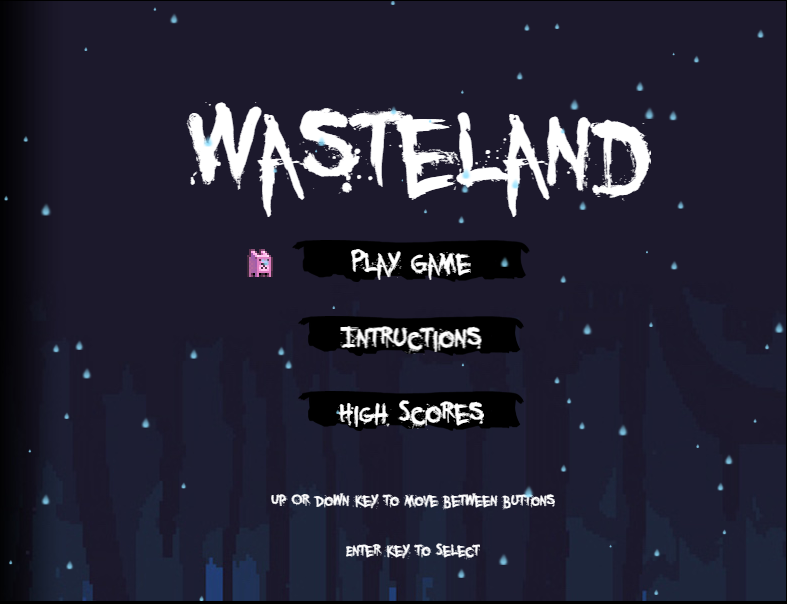 WASTELAND
PLAY GAME
INTRUCTIONS
HIGH SCORES
UP OR DOWN KEY TO MOVE BETWEEN BUTTONS
ENTER KEY TO SELECT